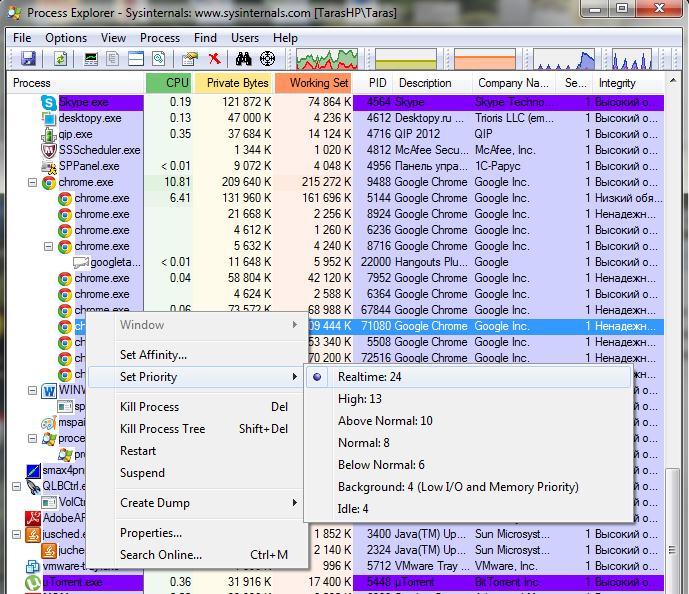 Process Explorer - Sysinternals: www.sysinternals.com [TarasHP\Taras]
File Options View Process Find Users Help
Process CPU Private Bytes Working Set PID Description Company Na... Se... Integrity
Skype.exe 0.19 121 872 K 74 864 K 4564 Skype Skype Techno... 1 Высокий о...
desktopy.exe 0.13 47 000 K 4 236 K 4612 Desktopy.ru Trioris LLC (em... 1 Высокий о...
qip.exe 0.35 37 684 K 14 124 K 4716 QIP 2012 QIP 1 Высокий о...
SSScheduler.exe 1 344 K 1 020 K 4812 McAfee Secu... McAfee, Inc. 1 Высокий о...
SPPanel.exe < 0.01 9 072 K 4 048 K 4956 Панель упра... 1С-Рарус 1 Высокий о...
chrome.exe 10.81 209 640 K 215 272 K 9488 Google Chrome Google Inc. 1 Высокий о...
chrome.exe 6.41 131 960 K 161 696 K 5144 Google Chrome Google Inc. 1 Низкий обя...
chrome.exe 21 668 K 2 256 K 8924 Google Chrome Google Inc. 1 Ненадежн...
chrome.exe 4 612 K 1 260 K 6236 Google Chrome Google Inc. 1 Высокий о...
chrome.exe 5 632 K 4 240 K 8716 Google Chrome Google Inc. 1 Высокий о...
googleta... < 0.01 11 648 K 5 952 K 22000 Hangouts Plu... Google 1 Высокий о...
chrome.exe 0.04 58 804 K 42 120 K 7952 Google Chrome Google Inc. 1 Ненадежн...
chrome.exe 4 624 K 2 588 K 6364 Google Chrome Google Inc. 1 Высокий о...
chrome.exe 0.06 73 572 K 68 988 K 67844 Google Chrome Google Inc. 1 Ненадежн...
ch 09 444 K 71080 Google Chrome Google Inc. 1 Ненадежн...
ch 53 340 K 5708 Google Chrome Google Inc. 1 Ненадежн...
ch 70 200 K 72516 Google Chrome Google Inc. 1 Ненадежн...
ch
WINW
sp
mspai
proce
pr
smax4pn
QLBCtrl.e
VolCtr
AdobeAF
jusched.e 1 852 K 3400 Java(TM) Up... Sun Microsyst... 1 Высокий о...
juche 2 140 K 2324 Java(TM) Up... Sun Microsyst... 1 Высокий о...
vmware-tray.exe 996 K 5712 VMware Tray ... VMware, Inc. 1 Высокий о...
uTorrent.exe 0.36 31 916 K 17 400 K 5448 µTorrent BitTorrent Inc. 1 Высокий о...
Window
Set Affinity...
Set Priority
Kill Process Del
Kill Process Tree Shift+Del
Restart
Suspend
Create Dump
Properties...
Search Online... Ctrl+M
Realtime: 24
High: 13
Above Normal: 10
Normal: 8
Below Normal: 6
Background: 4 (Low I/O and Memory Priority)
Idle: 4